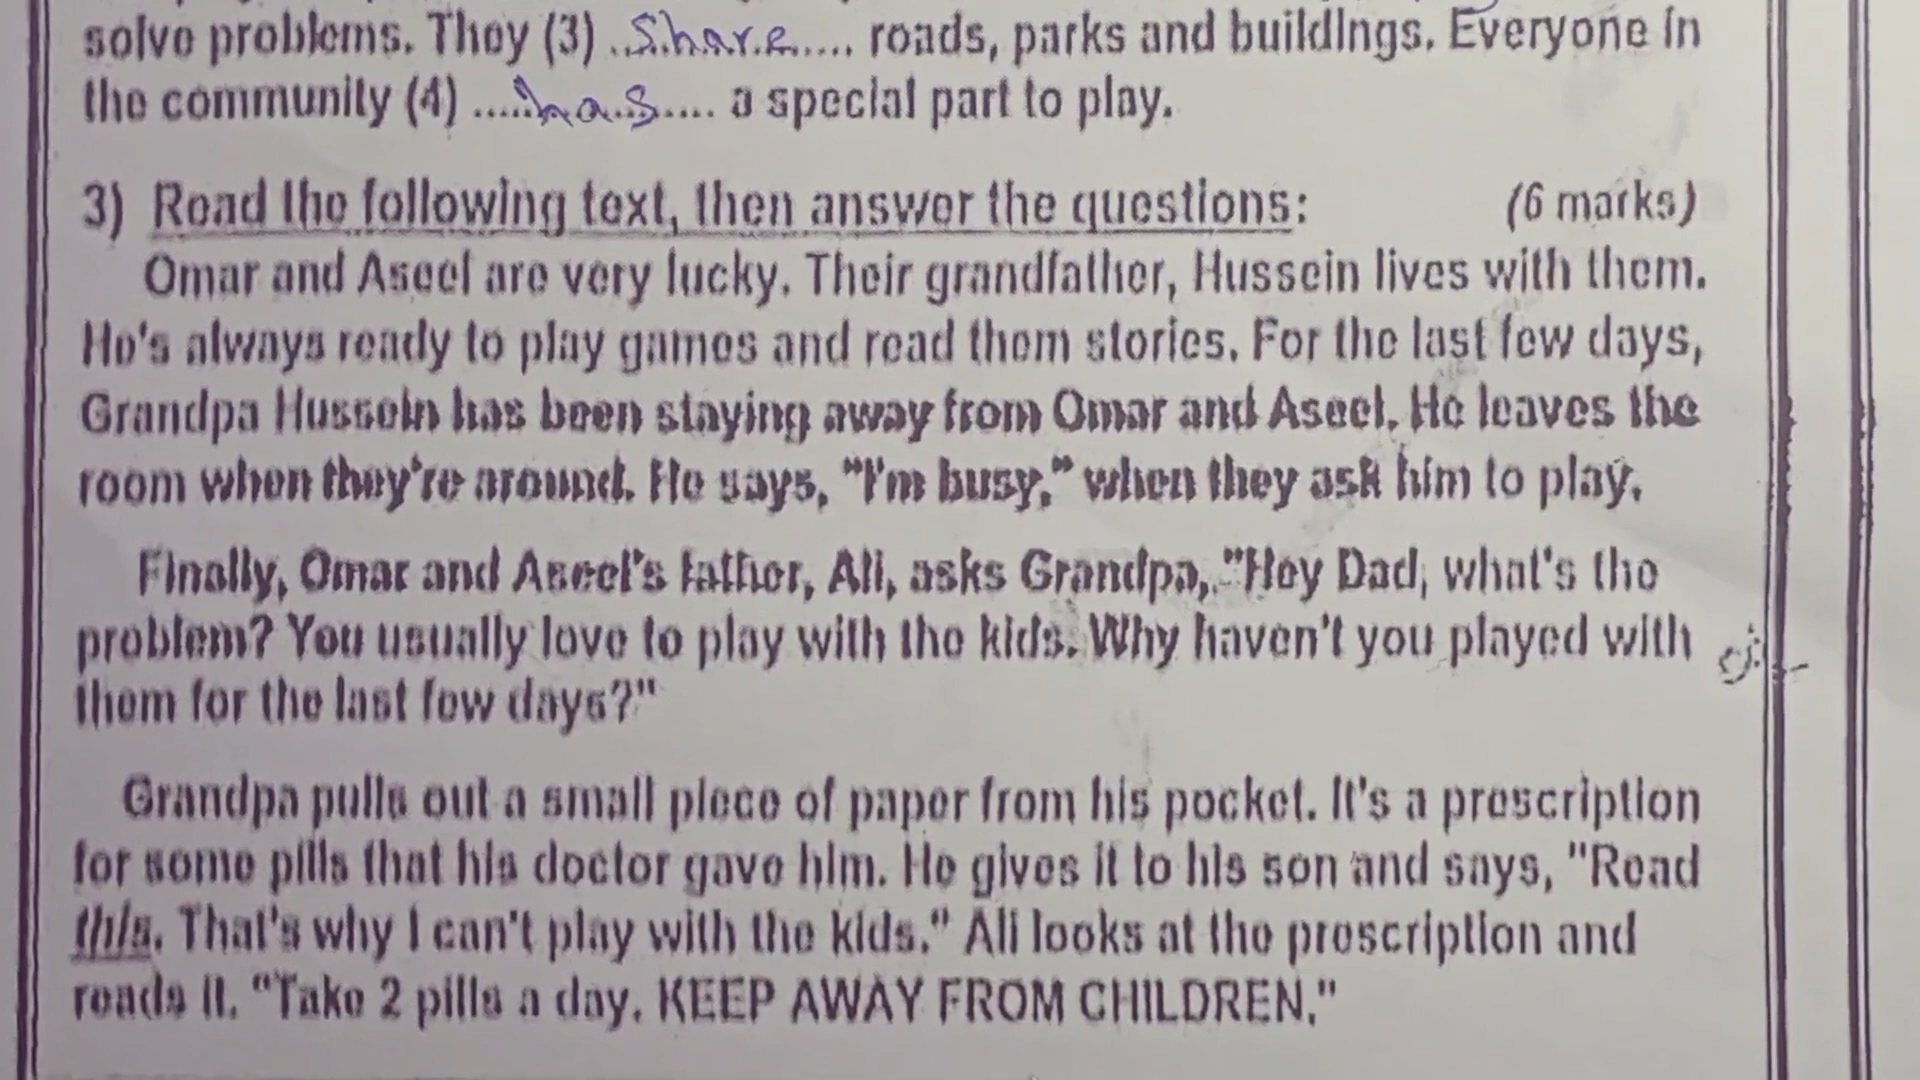 solve problems. They (3) ..share..... roads, parks and buildings. Everyone in
the community (4) .....has..... a special part to play.
3) Read the following text, then answer the questions: (6 marks)
Omar and Aseel are very lucky. Their grandfather, Hussein lives with them.
He's always ready to play games and read them stories. For the last few days,
Grandpa Hussein has been staying away from Omar and Aseel. He leaves the
room when they're around. He says, "I'm busy," when they ask him to play.
Finally, Omar and Aseel's father, Ali, asks Grandpa, "Hey Dad, what's the
problem? You usually love to play with the kids. Why haven't you played with
them for the last few days?"
Grandpa pulls out a small piece of paper from his pocket. It's a prescription
for some pills that his doctor gave him. He gives it to his son and says, "Read
this. That's why I can't play with the kids." Ali looks at the prescription and
reads it. "Take 2 pills a day. KEEP AWAY FROM CHILDREN."